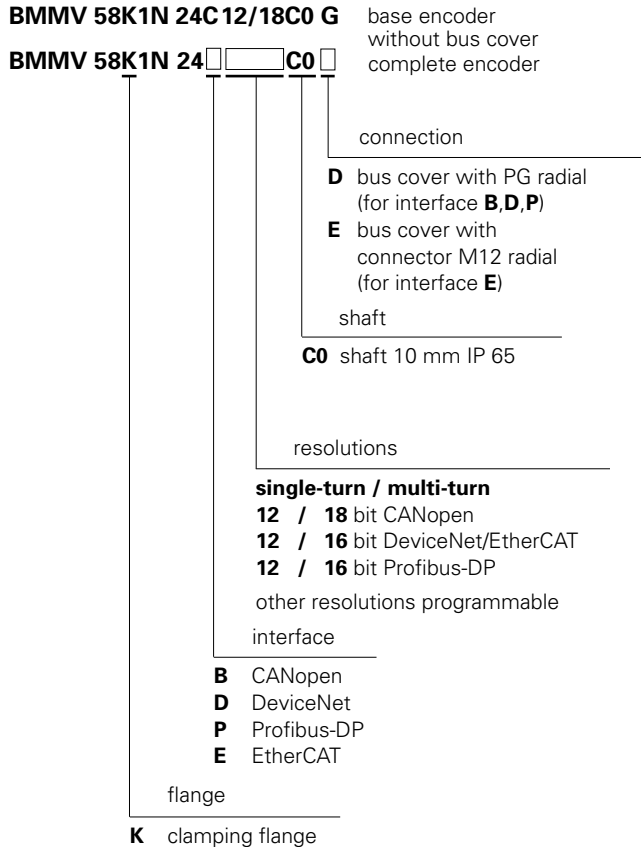 BMMV 58K1N 24C12/18C0 G base encoder
without bus cover
BMMV 58K1N 24 C0 complete encoder
connection
D bus cover with PG radial
(for interface B,D,P)
E bus cover with
connector M12 radial
(for interface E)
shaft
C0 shaft 10 mm IP 65
resolutions
single-turn / multi-turn
12 / 18 bit CANopen
12 / 16 bit DeviceNet/EtherCAT
12 / 16 bit Profibus-DP
other resolutions programmable
interface
B CANopen
D DeviceNet
P Profibus-DP
E EtherCAT
flange
K clamping flange